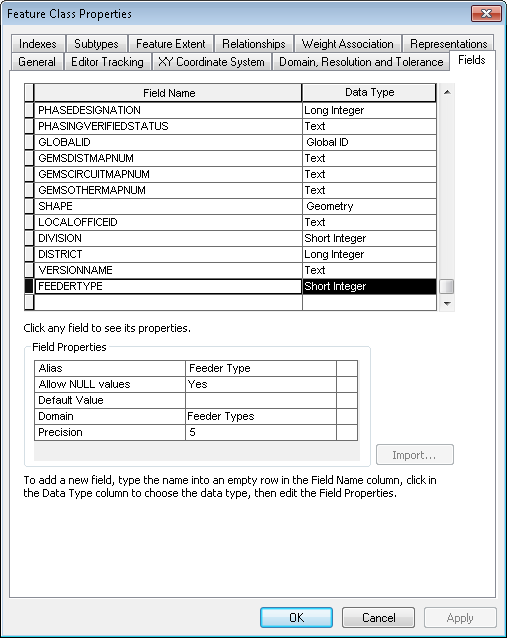 Feature Class Properties
Indexes Subtypes Feature Extent Relationships Weight Association Representations
General Editor Tracking XY Coordinate System Domain, Resolution and Tolerance Fields
Field Name Data Type
PHASEDESIGNATION Long Integer
PHASINGVERIFIEDSTATUS Text
GLOBALID Global ID
GEMSDISTMAPNUM Text
GEMSCIRCUITMAPNUM Text
GEMSOTHERMAPNUM Text
SHAPE Geometry
LOCALOFFICEID Text
DIVISION Short Integer
DISTRICT Long Integer
VERSIONNAME Text
FEEDERTYPE Short Integer
Click any field to see its properties.
Field Properties
Alias Feeder Type
Allow NULL values Yes
Default Value
Domain Feeder Types
Precision 5
Import...
To add a new field, type the name into an empty row in the Field Name column, click in
the Data Type column to choose the data type, then edit the Field Properties.
OK Cancel Apply